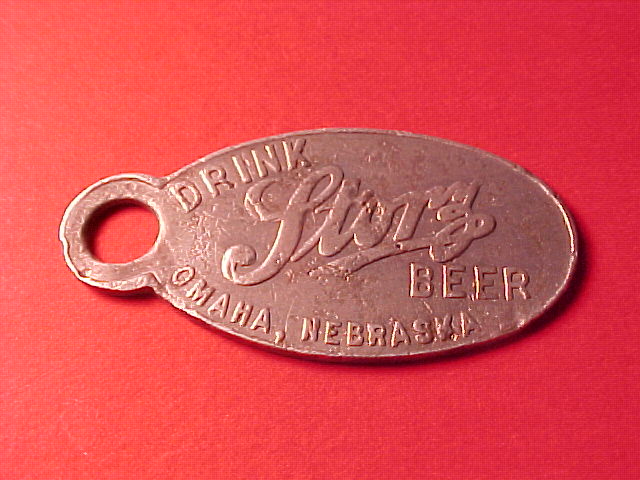 DRINK
Storz
BEER
OMAHA, NEBRASKA